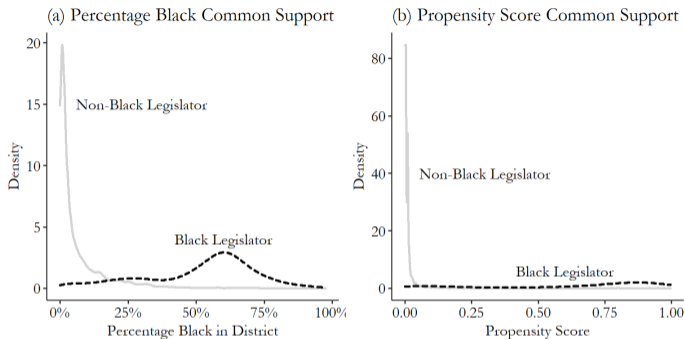 (a) Percentage Black Common Support
20
15
10
5
0
Density
Non-Black Legislator
Black Legislator
0% 25% 50% 75% 100%
Percentage Black in District
(b) Propensity Score Common Support
80
60
40
20
0
Density
Non-Black Legislator
Black Legislator
0.00 0.25 0.50 0.75 1.00
Propensity Score